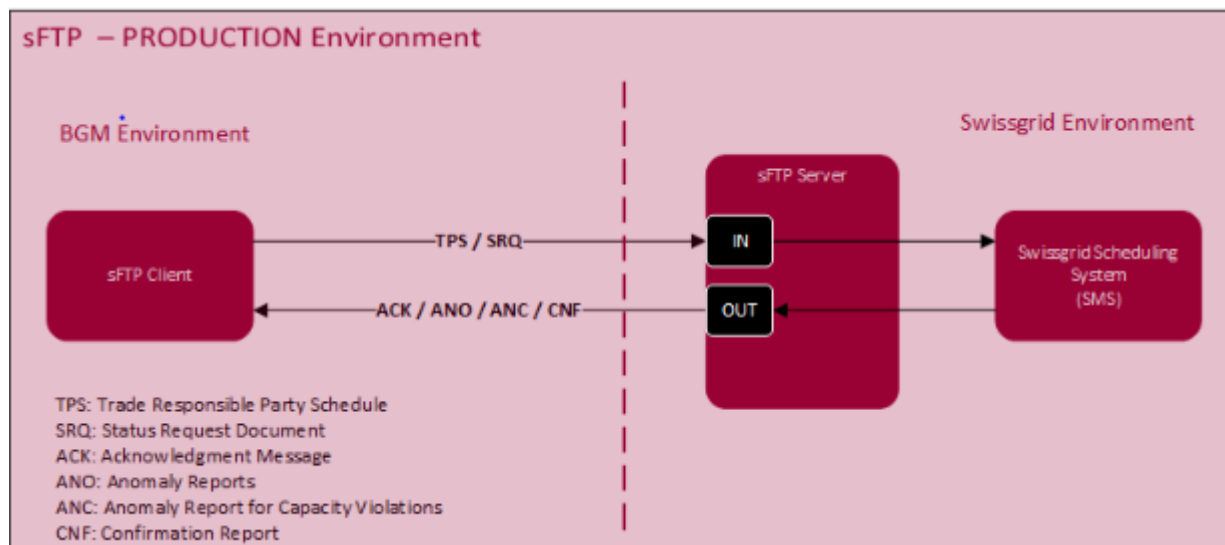 sFTP – PRODUCTION Environment
BGM Environment
Swissgrid Environment
sFTP Server
sFTP Client
TPS / SRQ
IN
Swissgrid Scheduling
System
(SMS)
ACK / ANO / ANC / CNF
OUT
TPS: Trade Responsible Party Schedule
SRQ: Status Request Document
ACK: Acknowledgment Message
ANO: Anomaly Reports
ANC: Anomaly Report for Capacity Violations
CNF: Confirmation Report